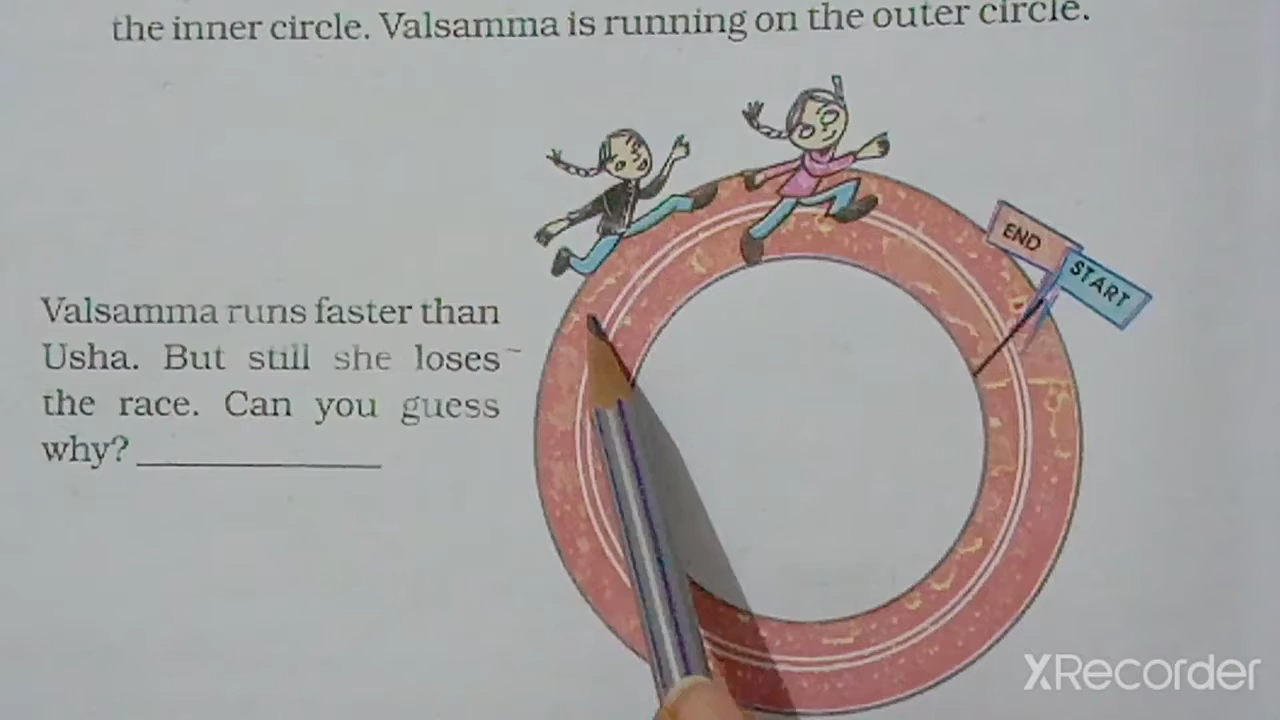 the inner circle. Valsamma is running on the outer circle.
END
START
Valsamma runs faster than
Usha. But still she loses
the race. Can you guess
why?
XRecorder